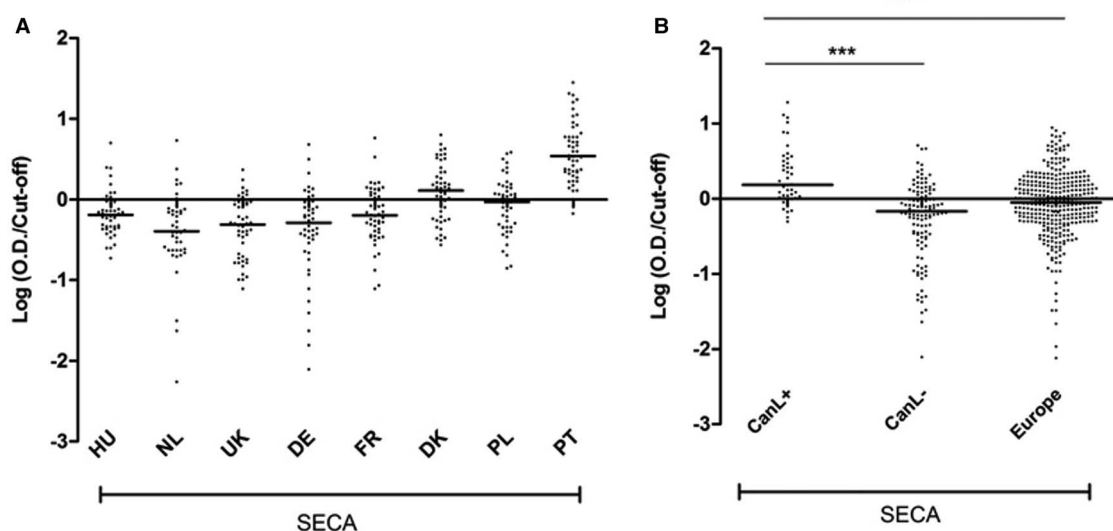 A
2
1
0
-1
-2
-3
Log (O.D./Cut-off)
HU NL UK DE FR DK PL PT
SECA
B
***
2
1
0
-1
-2
-3
Log (O.D./Cut-off)
CanL+ CanL- Europe
SECA